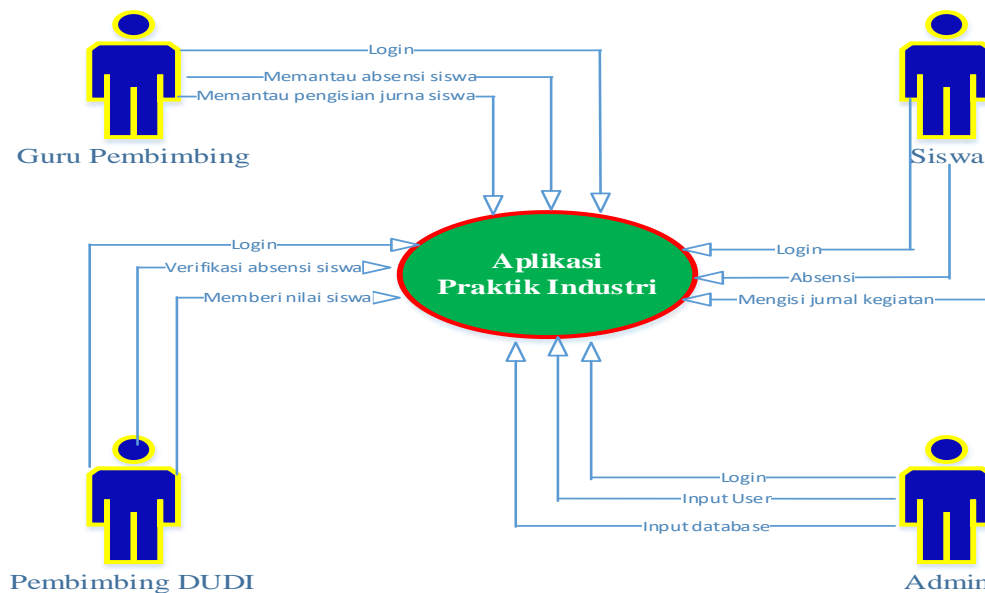 Login
Memantau absensi siswa
Memantau pengisian jurna siswa
Guru Pembimbing
Siswa
Login
Verifikasi absensi siswa
Memberi nilai siswa
Aplikasi
Praktik Industri
Login
Absensi
Mengisi jurnal kegiatan
Login
Input User
Input database
Pembimbing DUDI
Admin